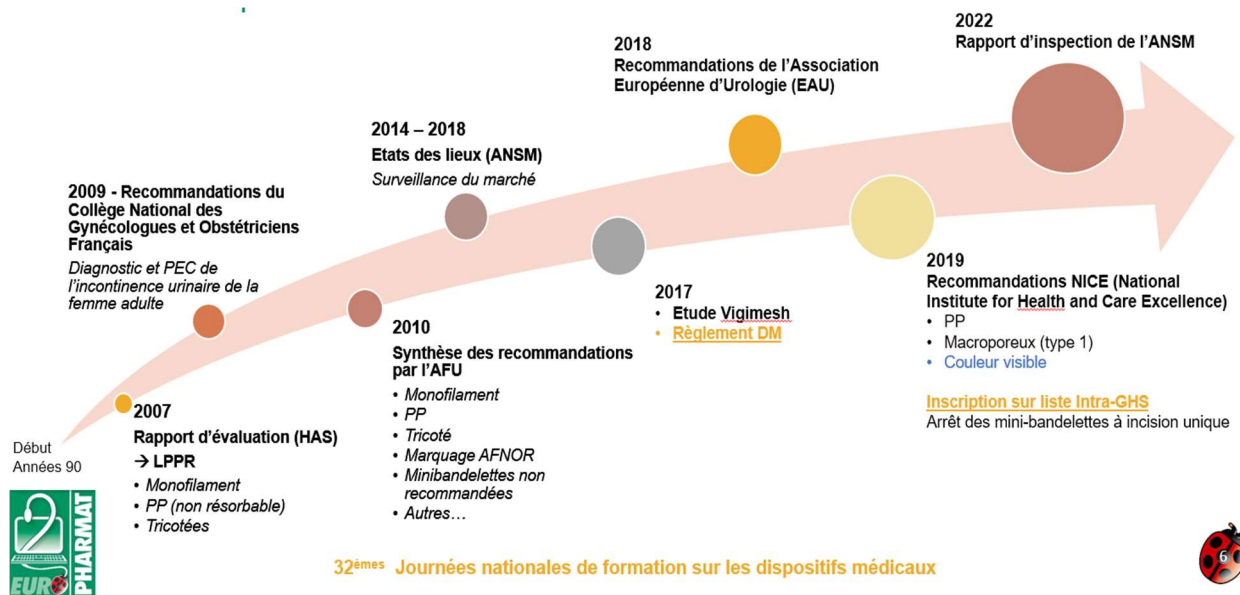 Début
Années 90
2007
Rapport d'évaluation (HAS)
→ LPPR
• Monofilament
• PP (non résorbable)
• Tricotées
2009 - Recommandations du
Collège National des
Gynécologues et Obstétriciens
Français
Diagnostic et PEC de
l'incontinence urinaire de la
femme adulte
2010
Synthèse des recommandations
par l'AFU
• Monofilament
• PP
• Tricoté
• Marquage AFNOR
• Minibandelettes non
recommandées
• Autres…
2014 – 2018
Etats des lieux (ANSM)
Surveillance du marché
2017
• Etude Vigimesh
• Règlement DM
2018
Recommandations de l'Association
Européenne d'Urologie (EAU)
2019
Recommandations NICE (National
Institute for Health and Care Excellence)
• PP
• Macroporeux (type 1)
• Couleur visible
Inscription sur liste Intra-GHS
Arrêt des mini-bandelettes à incision unique
2022
Rapport d'inspection de l'ANSM
EURO
PHARMAT
32èmes Journées nationales de formation sur les dispositifs médicaux
6